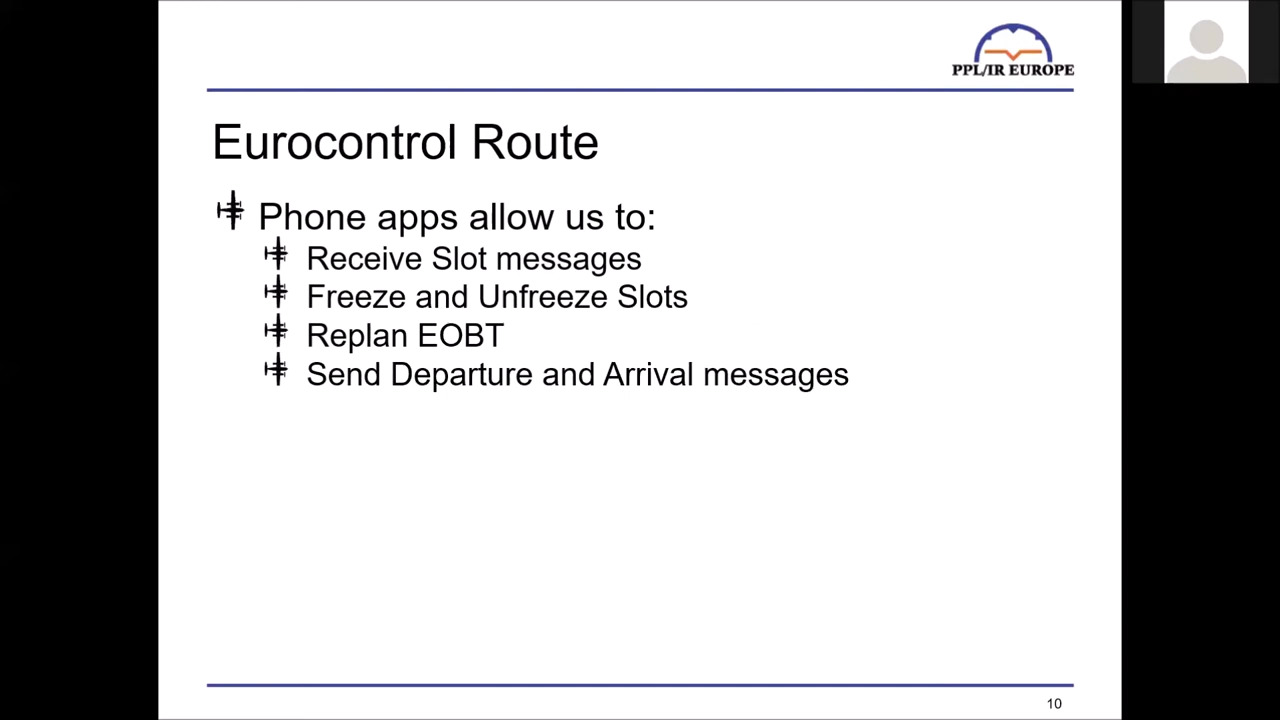 PPL/IR EUROPE
Eurocontrol Route
Phone apps allow us to:
Receive Slot messages
Freeze and Unfreeze Slots
Replan EOBT
Send Departure and Arrival messages
10